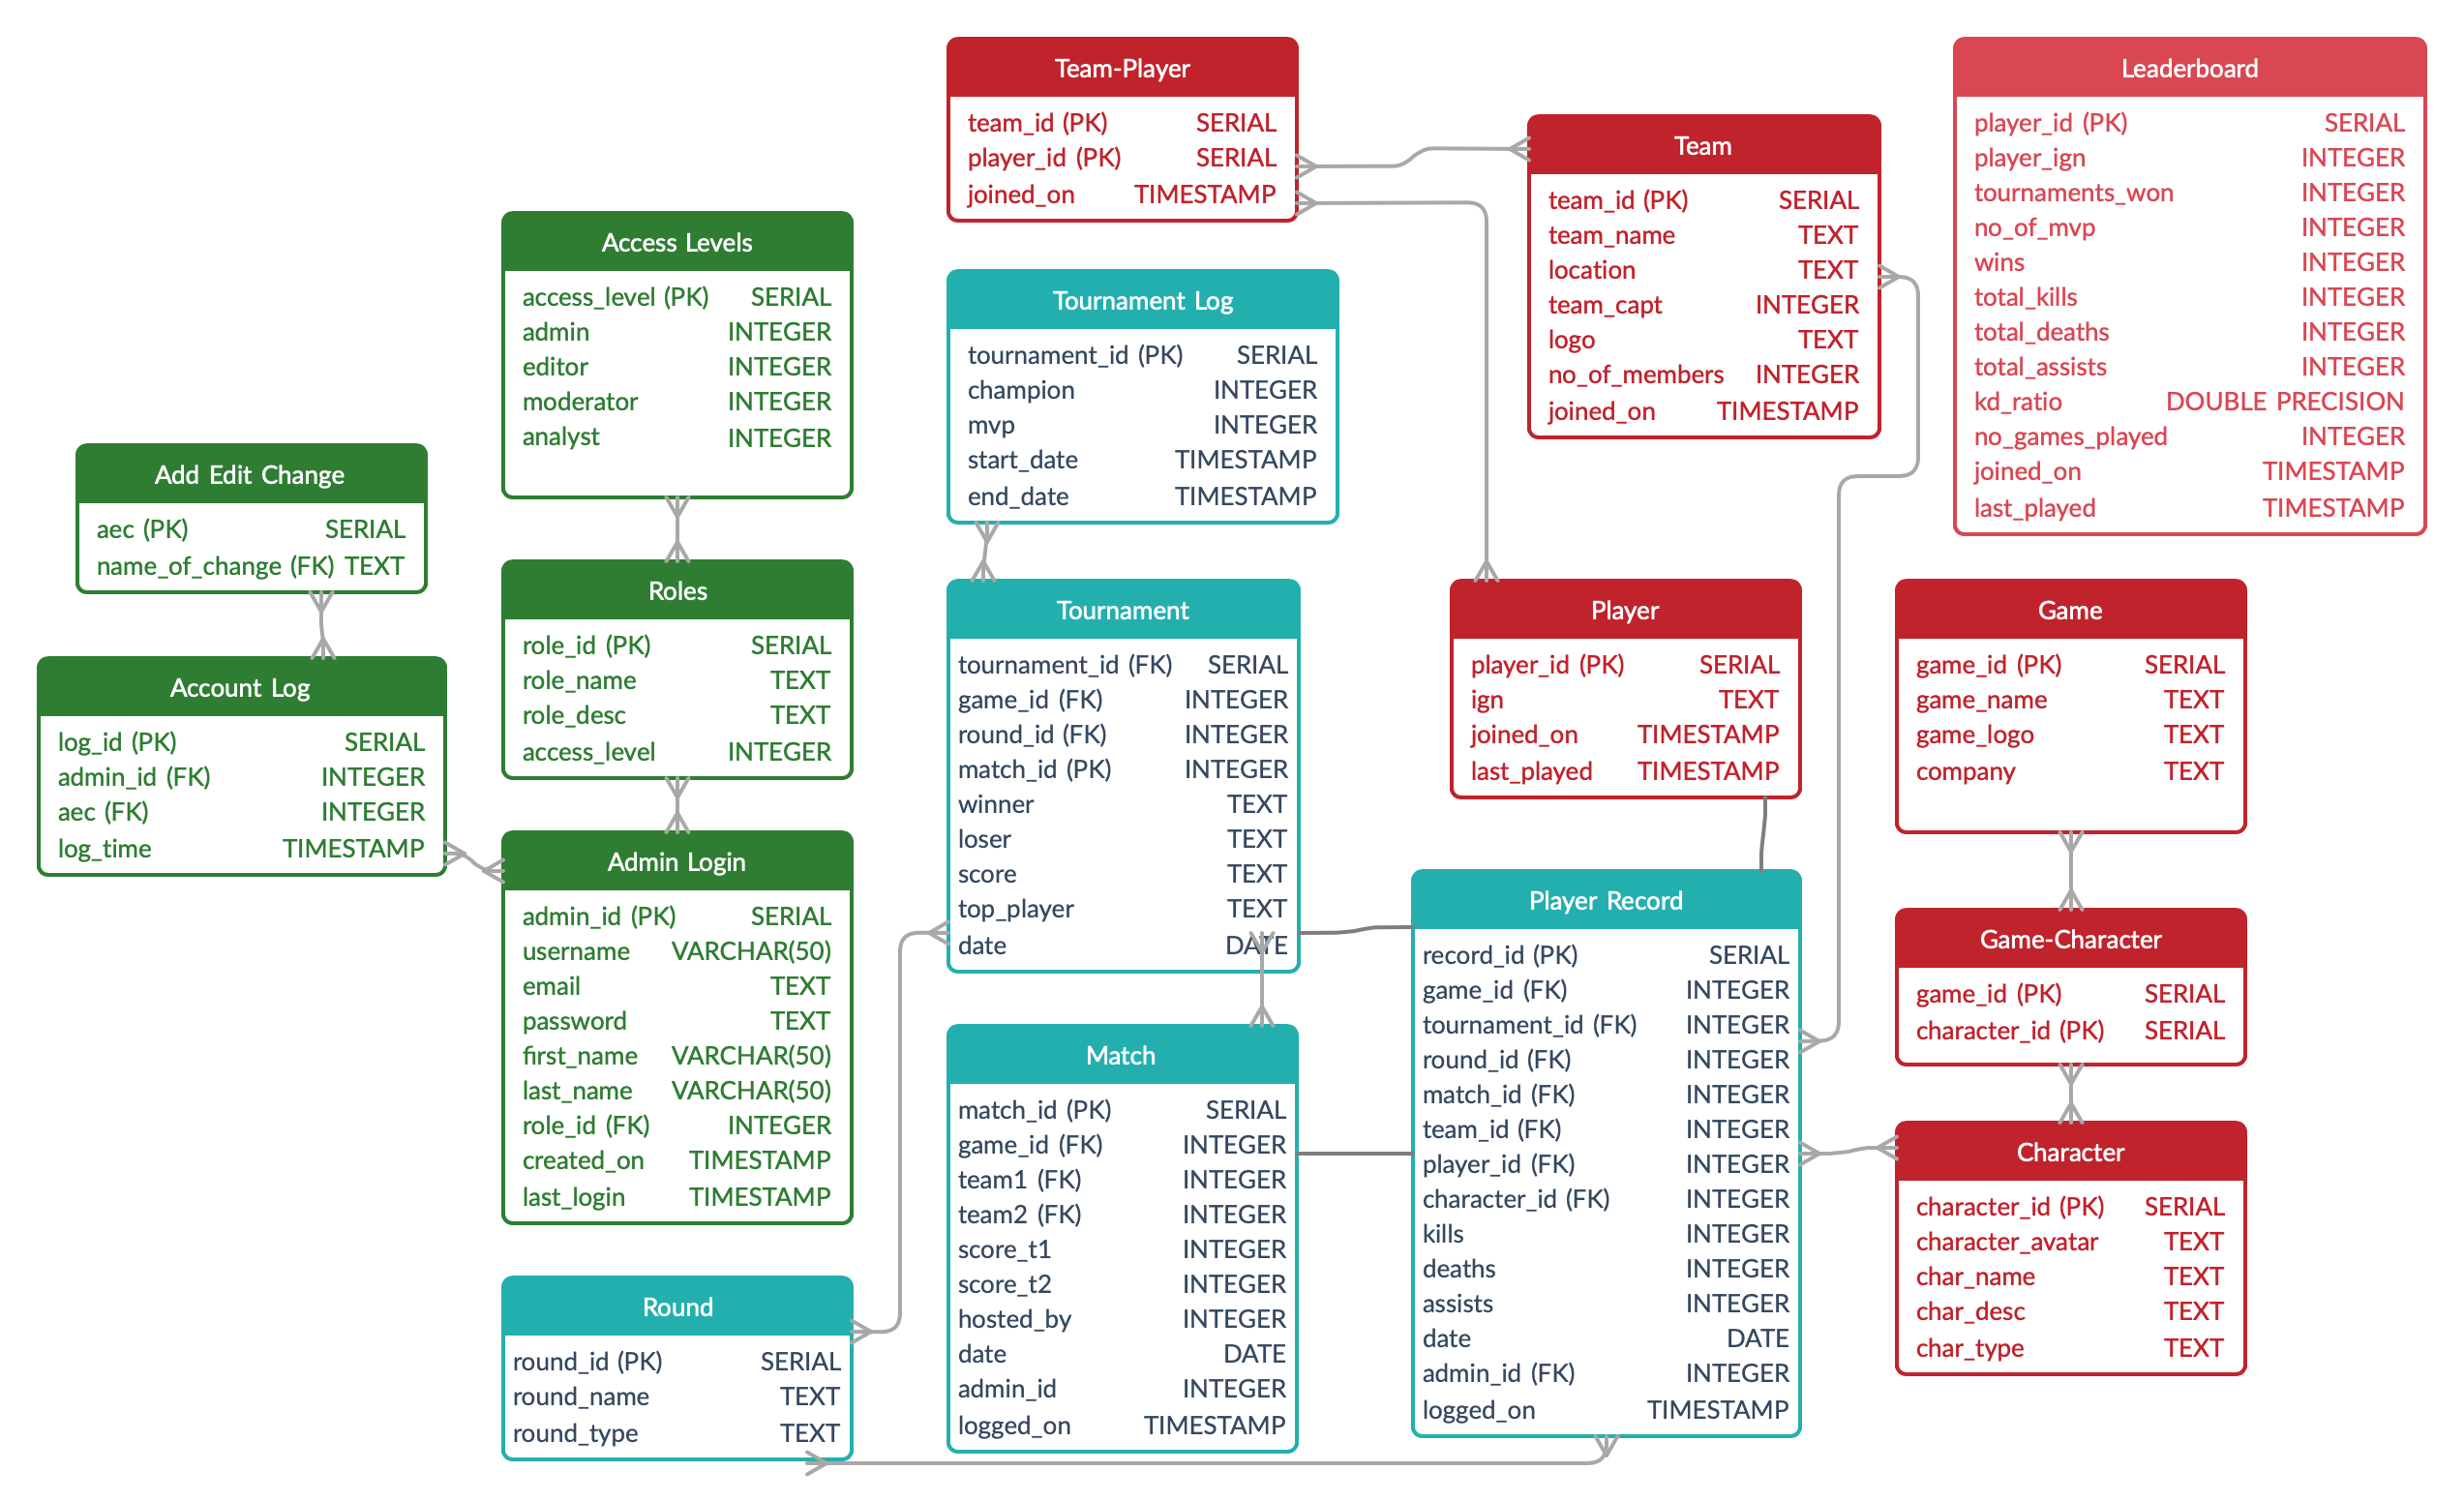 Team-Player
team_id (PK) SERIAL
player_id (PK) SERIAL
joined_on TIMESTAMP
Leaderboard
player_id (PK) SERIAL
player_ign INTEGER
tournaments_won INTEGER
no_of_mvp INTEGER
wins INTEGER
total_kills INTEGER
total_deaths INTEGER
total_assists INTEGER
kd_ratio DOUBLE PRECISION
no_games_played INTEGER
joined_on TIMESTAMP
last_played TIMESTAMP
Team
team_id (PK) SERIAL
team_name TEXT
location TEXT
team_capt INTEGER
logo TEXT
no_of_members INTEGER
joined_on TIMESTAMP
Access Levels
access_level (PK) SERIAL
admin INTEGER
editor INTEGER
moderator INTEGER
analyst INTEGER
Tournament Log
tournament_id (PK) SERIAL
champion INTEGER
mvp INTEGER
start_date TIMESTAMP
end_date TIMESTAMP
Add Edit Change
aec (PK) SERIAL
name_of_change (FK) TEXT
Roles
role_id (PK) SERIAL
role_name TEXT
role_desc TEXT
access_level INTEGER
Tournament
tournament_id (FK) SERIAL
game_id (FK) INTEGER
round_id (FK) INTEGER
match_id (PK) INTEGER
winner TEXT
loser TEXT
score TEXT
top_player TEXT
date DATE
Player
player_id (PK) SERIAL
ign TEXT
joined_on TIMESTAMP
last_played TIMESTAMP
Game
game_id (PK) SERIAL
game_name TEXT
game_logo TEXT
company TEXT
Account Log
log_id (PK) SERIAL
admin_id (FK) INTEGER
aec (FK) INTEGER
log_time TIMESTAMP
Admin Login
admin_id (PK) SERIAL
username VARCHAR(50)
email TEXT
password TEXT
first_name VARCHAR(50)
last_name VARCHAR(50)
role_id (FK) INTEGER
created_on TIMESTAMP
last_login TIMESTAMP
Player Record
record_id (PK) SERIAL
game_id (FK) INTEGER
tournament_id (FK) INTEGER
round_id (FK) INTEGER
match_id (FK) INTEGER
team_id (FK) INTEGER
player_id (FK) INTEGER
character_id (FK) INTEGER
kills INTEGER
deaths INTEGER
assists INTEGER
date DATE
admin_id (FK) INTEGER
logged_on TIMESTAMP
Game-Character
game_id (PK) SERIAL
character_id (PK) SERIAL
Match
match_id (PK) SERIAL
game_id (FK) INTEGER
team1 (FK) INTEGER
team2 (FK) INTEGER
score_t1 INTEGER
score_t2 INTEGER
hosted_by INTEGER
date DATE
admin_id INTEGER
logged_on TIMESTAMP
Character
character_id (PK) SERIAL
character_avatar TEXT
char_name TEXT
char_desc TEXT
char_type TEXT
Round
round_id (PK) SERIAL
round_name TEXT
round_type TEXT